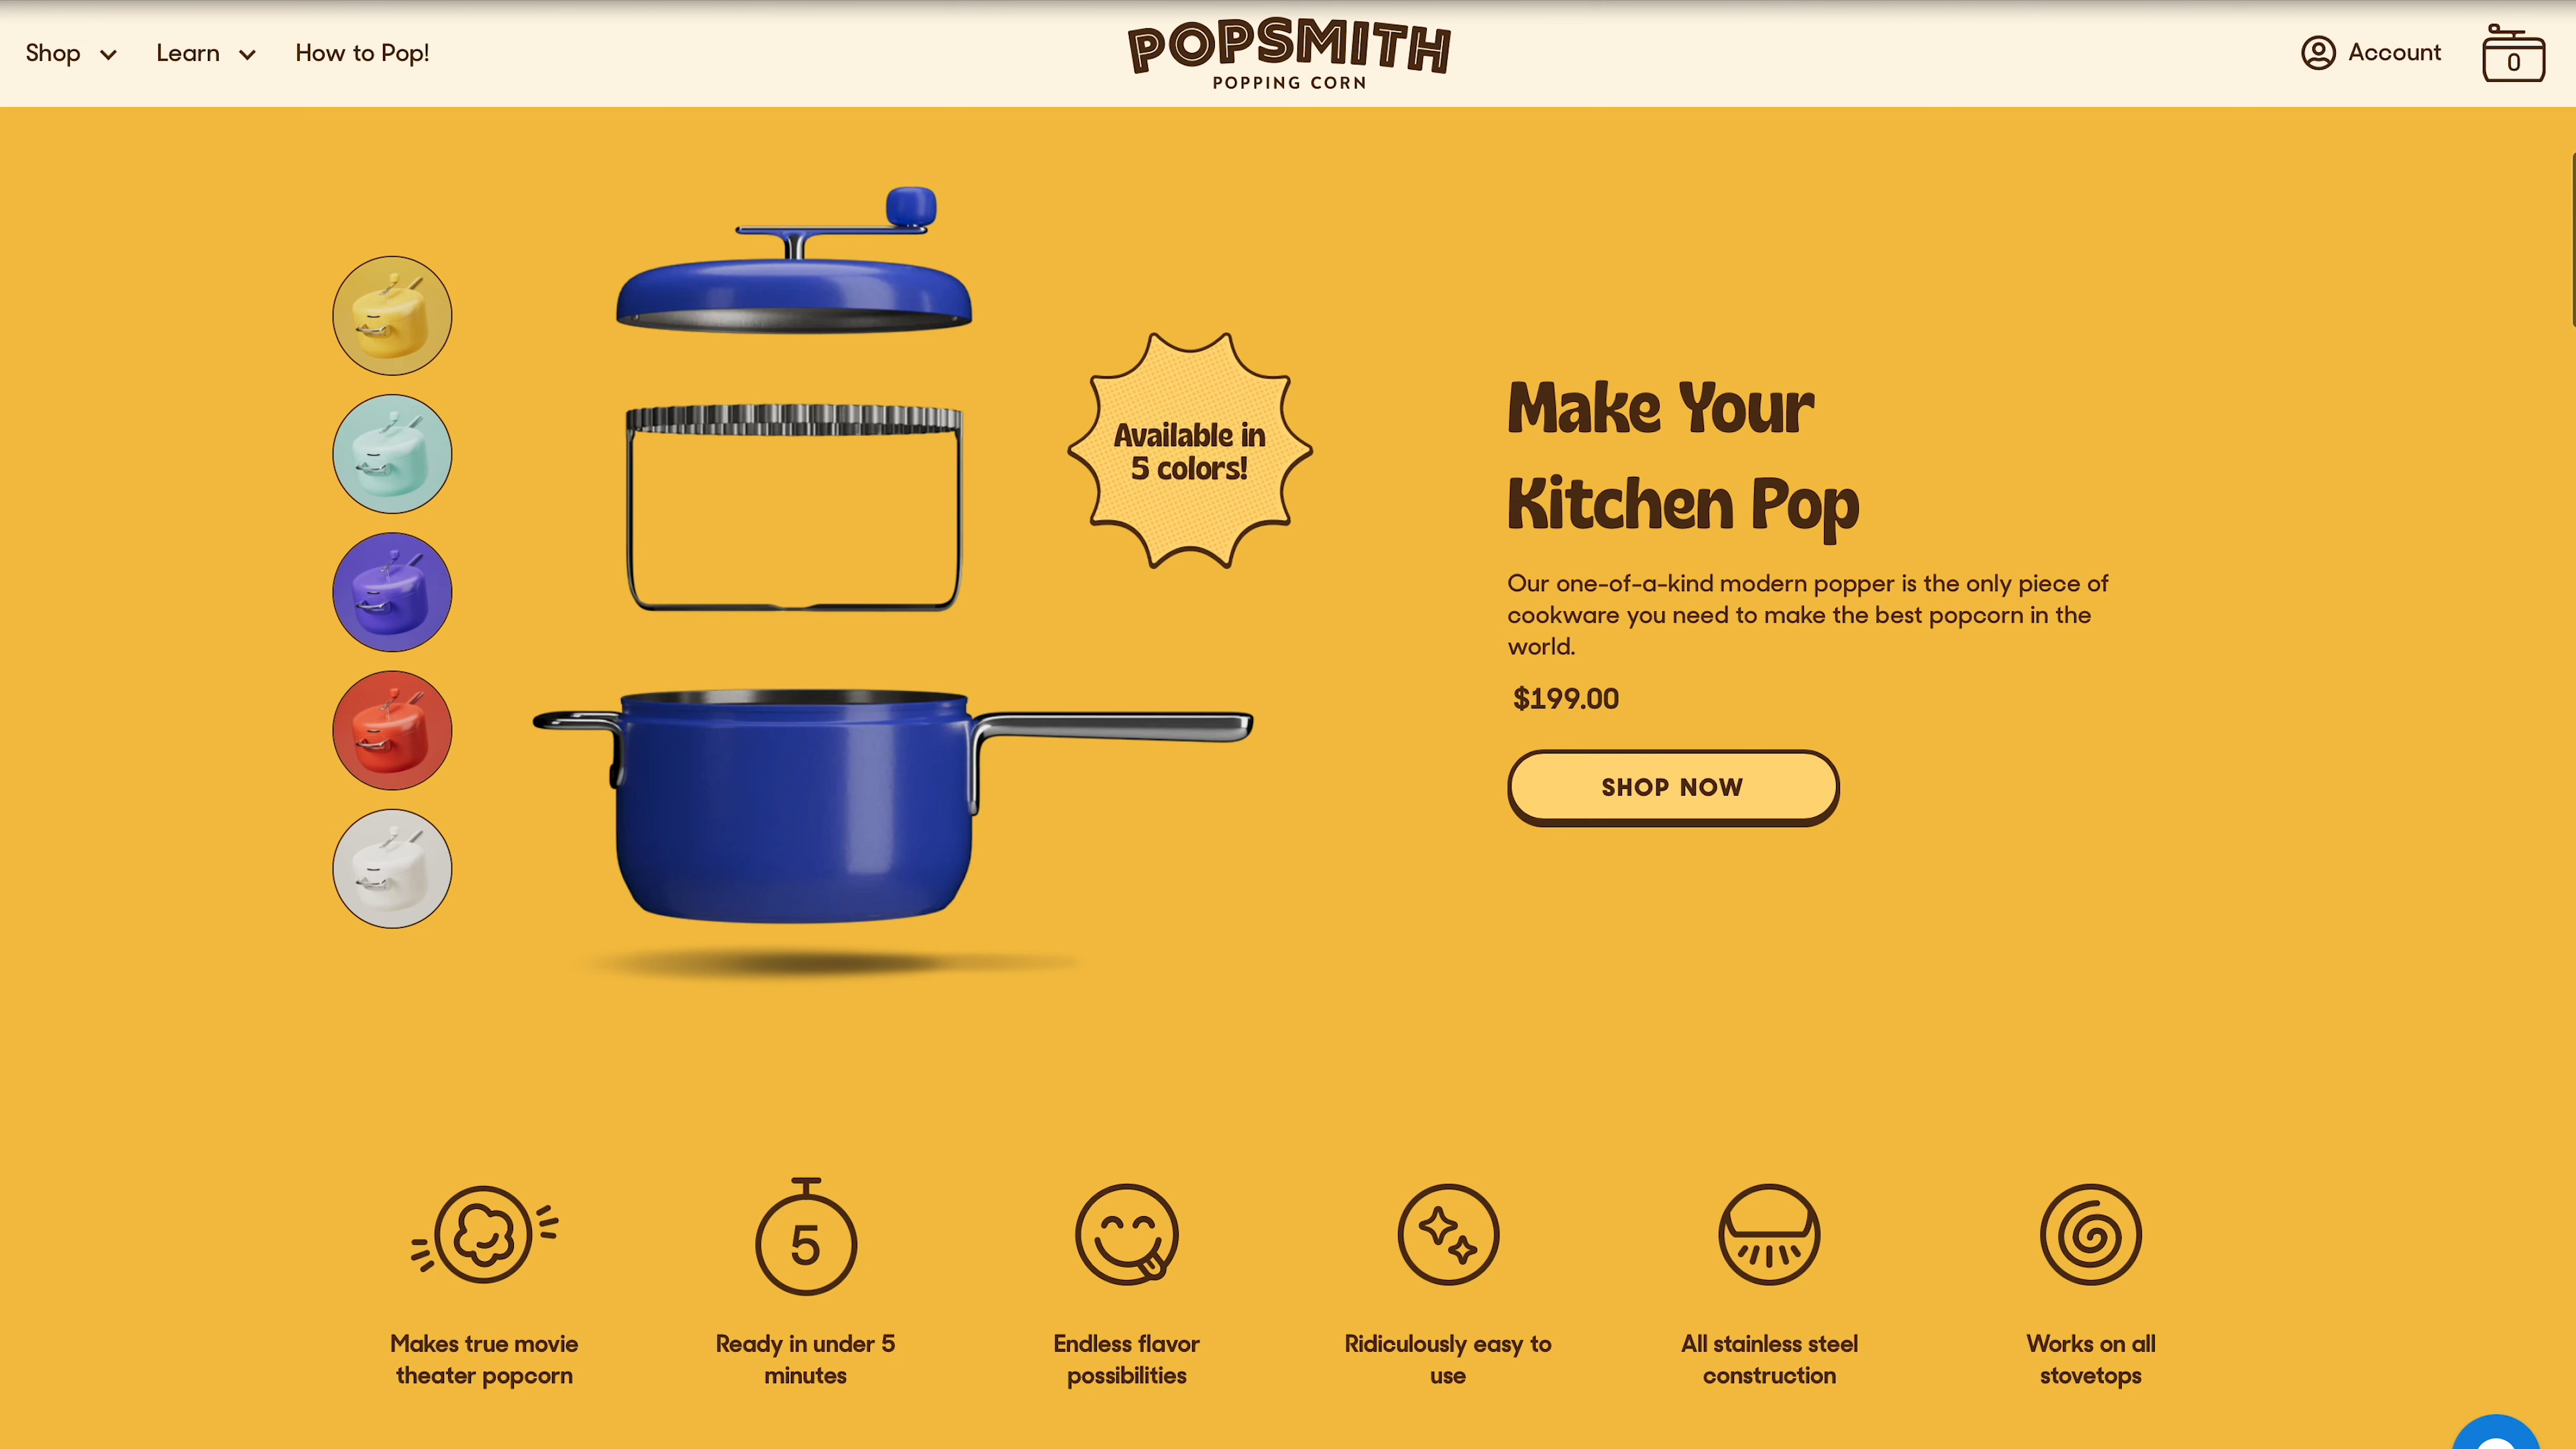 Shop
Learn
How to Pop!
POPSMITH
POPPING CORN
Account
0
Available in
5 colors!
Make Your
Kitchen Pop
Our one-of-a-kind modern popper is the only piece of
cookware you need to make the best popcorn in the
world.
$199.00
SHOP NOW
5
Makes true movie
theater popcorn
Ready in under 5
minutes
Endless flavor
possibilities
Ridiculously easy to
use
All stainless steel
construction
Works on all
stovetops